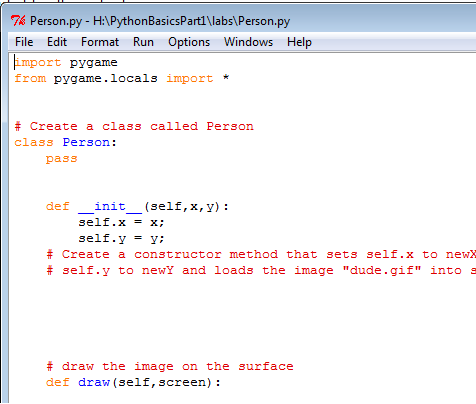 Person.py - H:\PythonBasicsPart1\labs\Person.py
File Edit Format Run Options Windows Help
import pygame
from pygame.locals import *
# Create a class called Person
class Person:
    pass
    def __init__(self,x,y):
        self.x = x;
        self.y = y;
    # Create a constructor method that sets self.x to newX
    # self.y to newY and loads the image "dude.gif" into
    # draw the image on the surface
    def draw(self,screen):